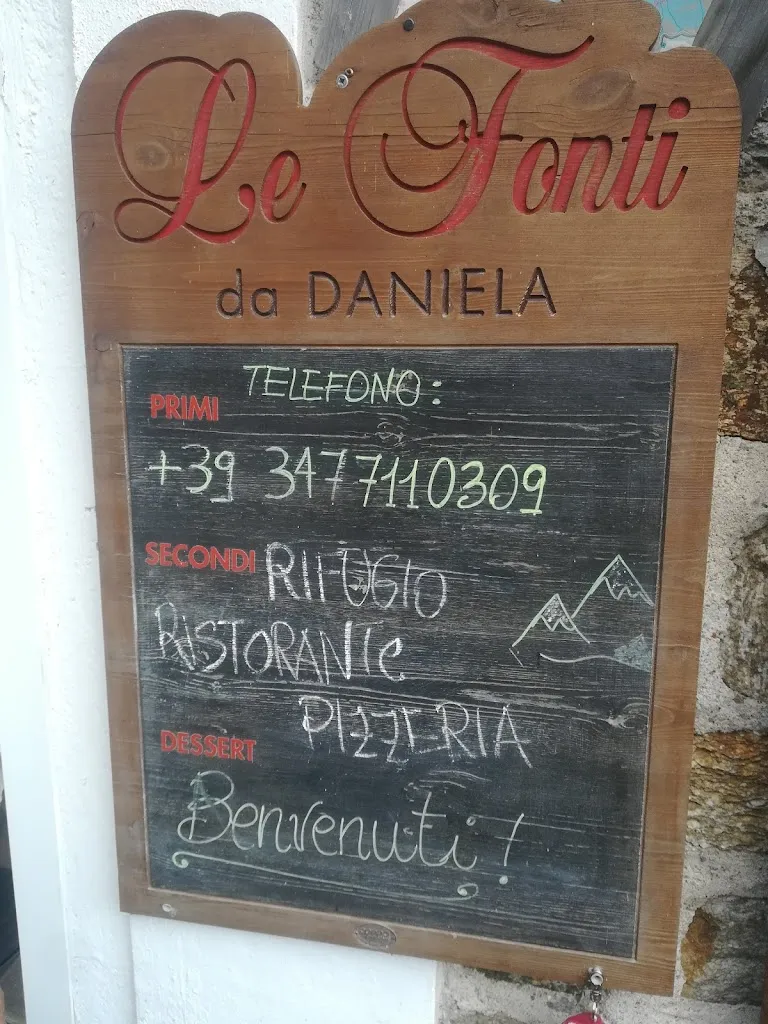 Le Fonti
da DANIELA
TELEFONO:
PRIMI
+39 3477110309
SECONDI RIFUGIO
RISTORANTE
PIZZERIA
DESSERT
Benvenuti!